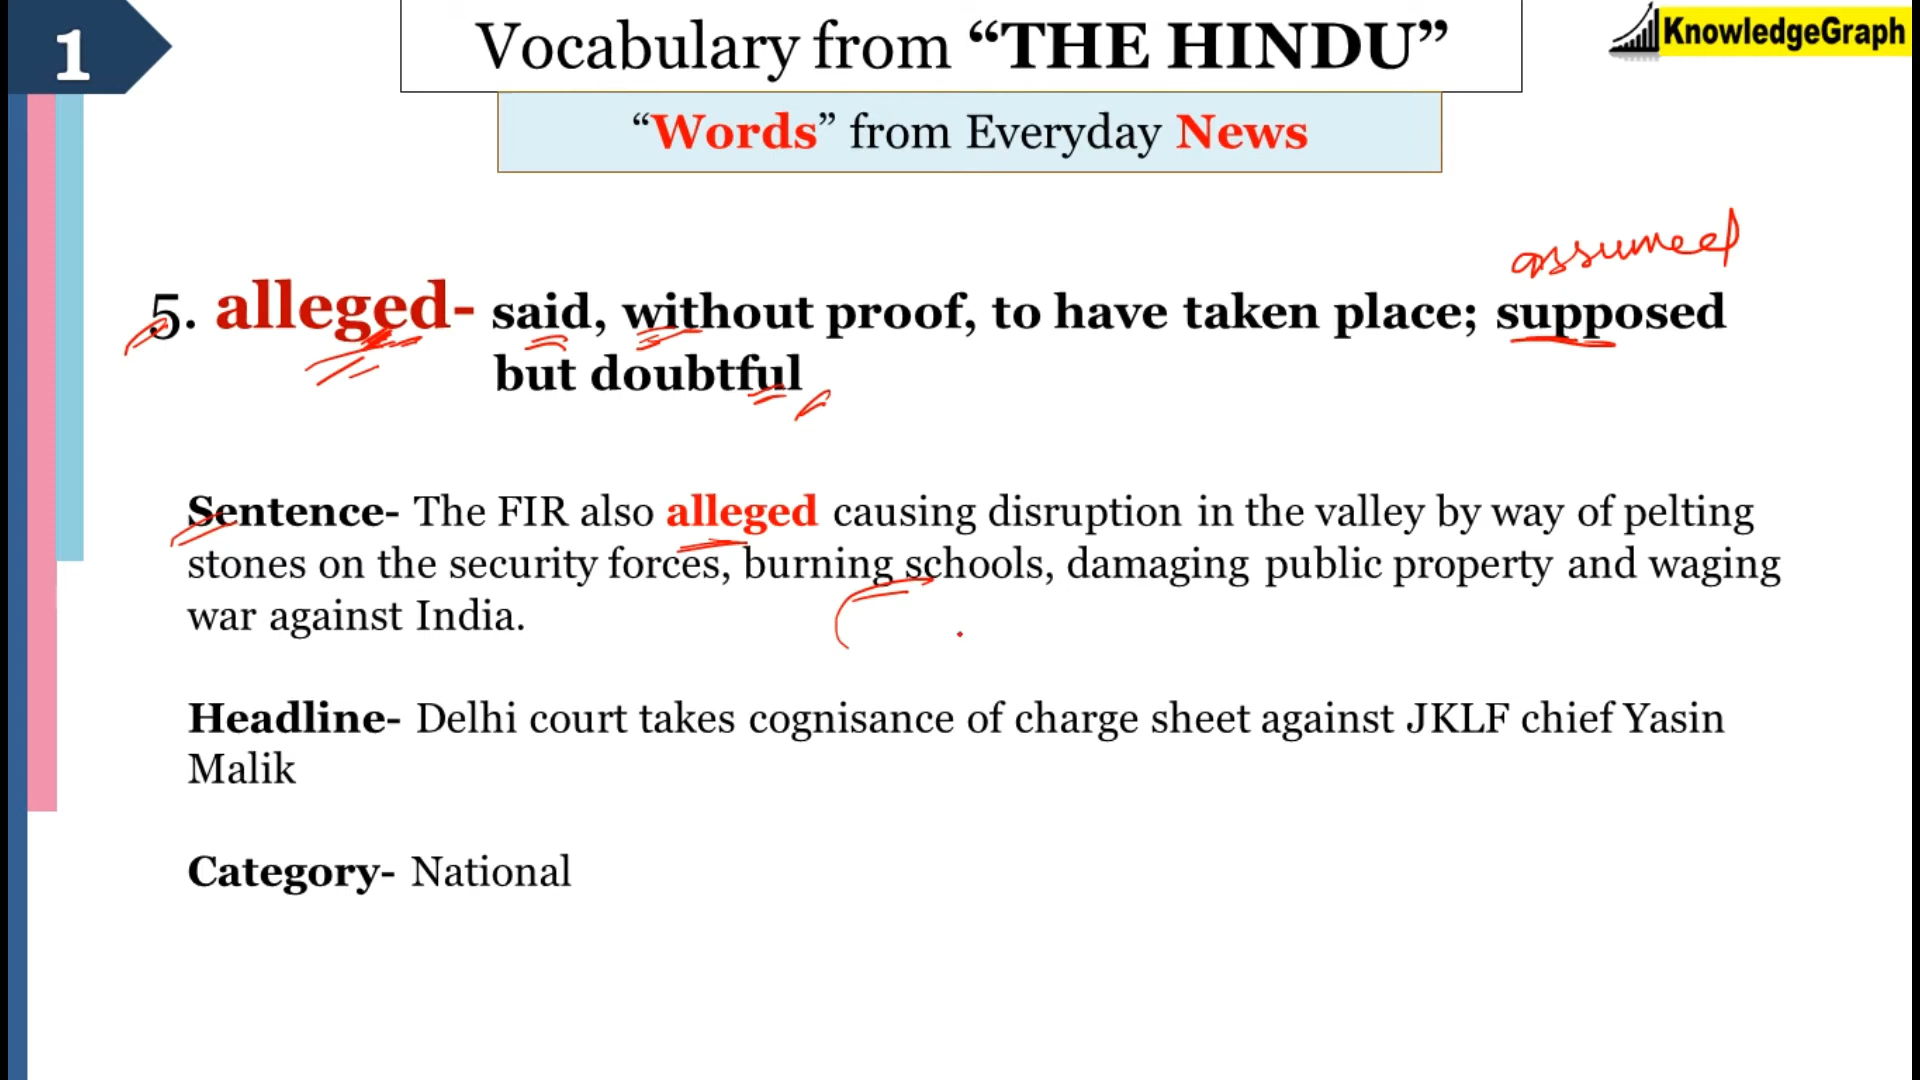 1
Vocabulary from “THE HINDU”
KnowledgeGraph
“Words” from Everyday News
assumed
5. alleged- said, without proof, to have taken place; supposed
but doubtful
Sentence- The FIR also alleged causing disruption in the valley by way of pelting
stones on the security forces, burning schools, damaging public property and waging
war against India.
Headline- Delhi court takes cognisance of charge sheet against JKLF chief Yasin
Malik
Category- National